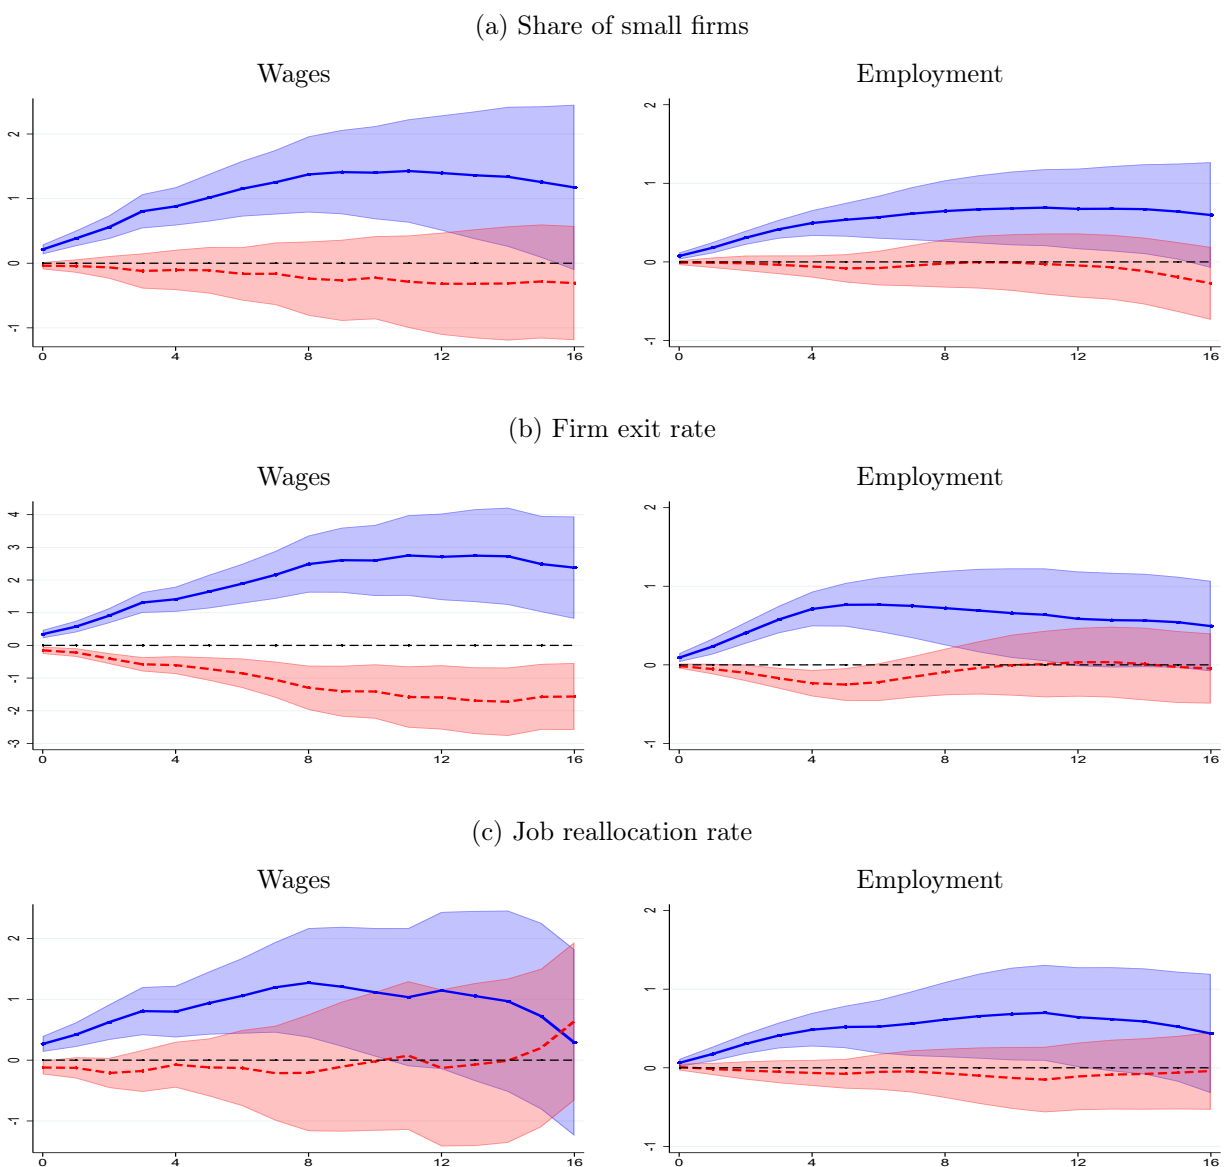 (a) Share of small firms
Wages
Employment
2
1
0
-1
0 4 8 12 16
2
1
0
-1
0 4 8 12 16
(b) Firm exit rate
Wages
Employment
4
3
2
1
0
-1
-2
-3
0 4 8 12 16
2
1
0
-1
0 4 8 12 16
(c) Job reallocation rate
Wages
Employment
2
1
0
-1
0 4 8 12 16
2
1
0
-1
0 4 8 12 16